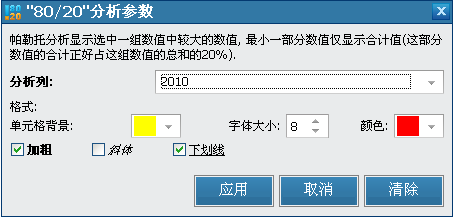 80 20 "80/20"分析参数
帕勒托分析显示选中一组数值中较大的数值, 最小一部分数值仅显示合计值(这部分
数值的合计正好占这组数值的总和的20%).
分析列: 2010
格式:
单元格背景: 字体大小: 8 颜色:
加粗 斜体 下划线
应用 取消 清除